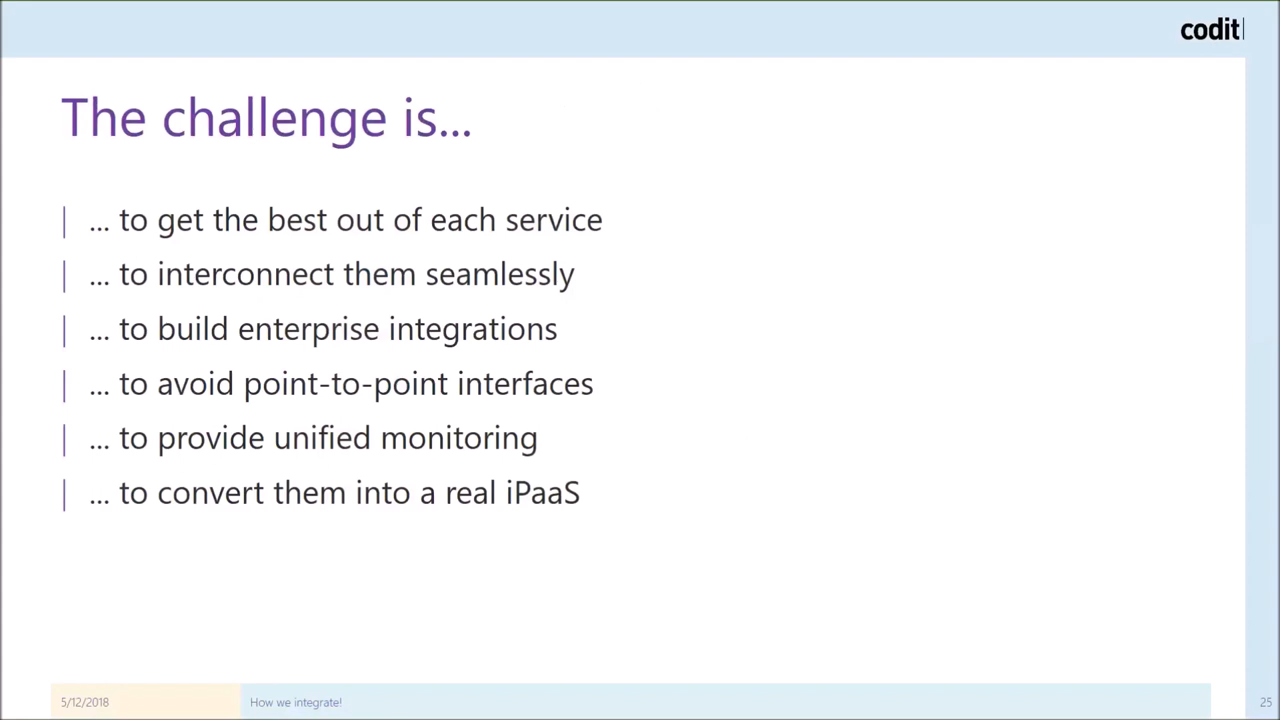 codit
The challenge is...
... to get the best out of each service
... to interconnect them seamlessly
... to build enterprise integrations
... to avoid point-to-point interfaces
... to provide unified monitoring
... to convert them into a real iPaaS
5/12/2018
How we integrate!
25